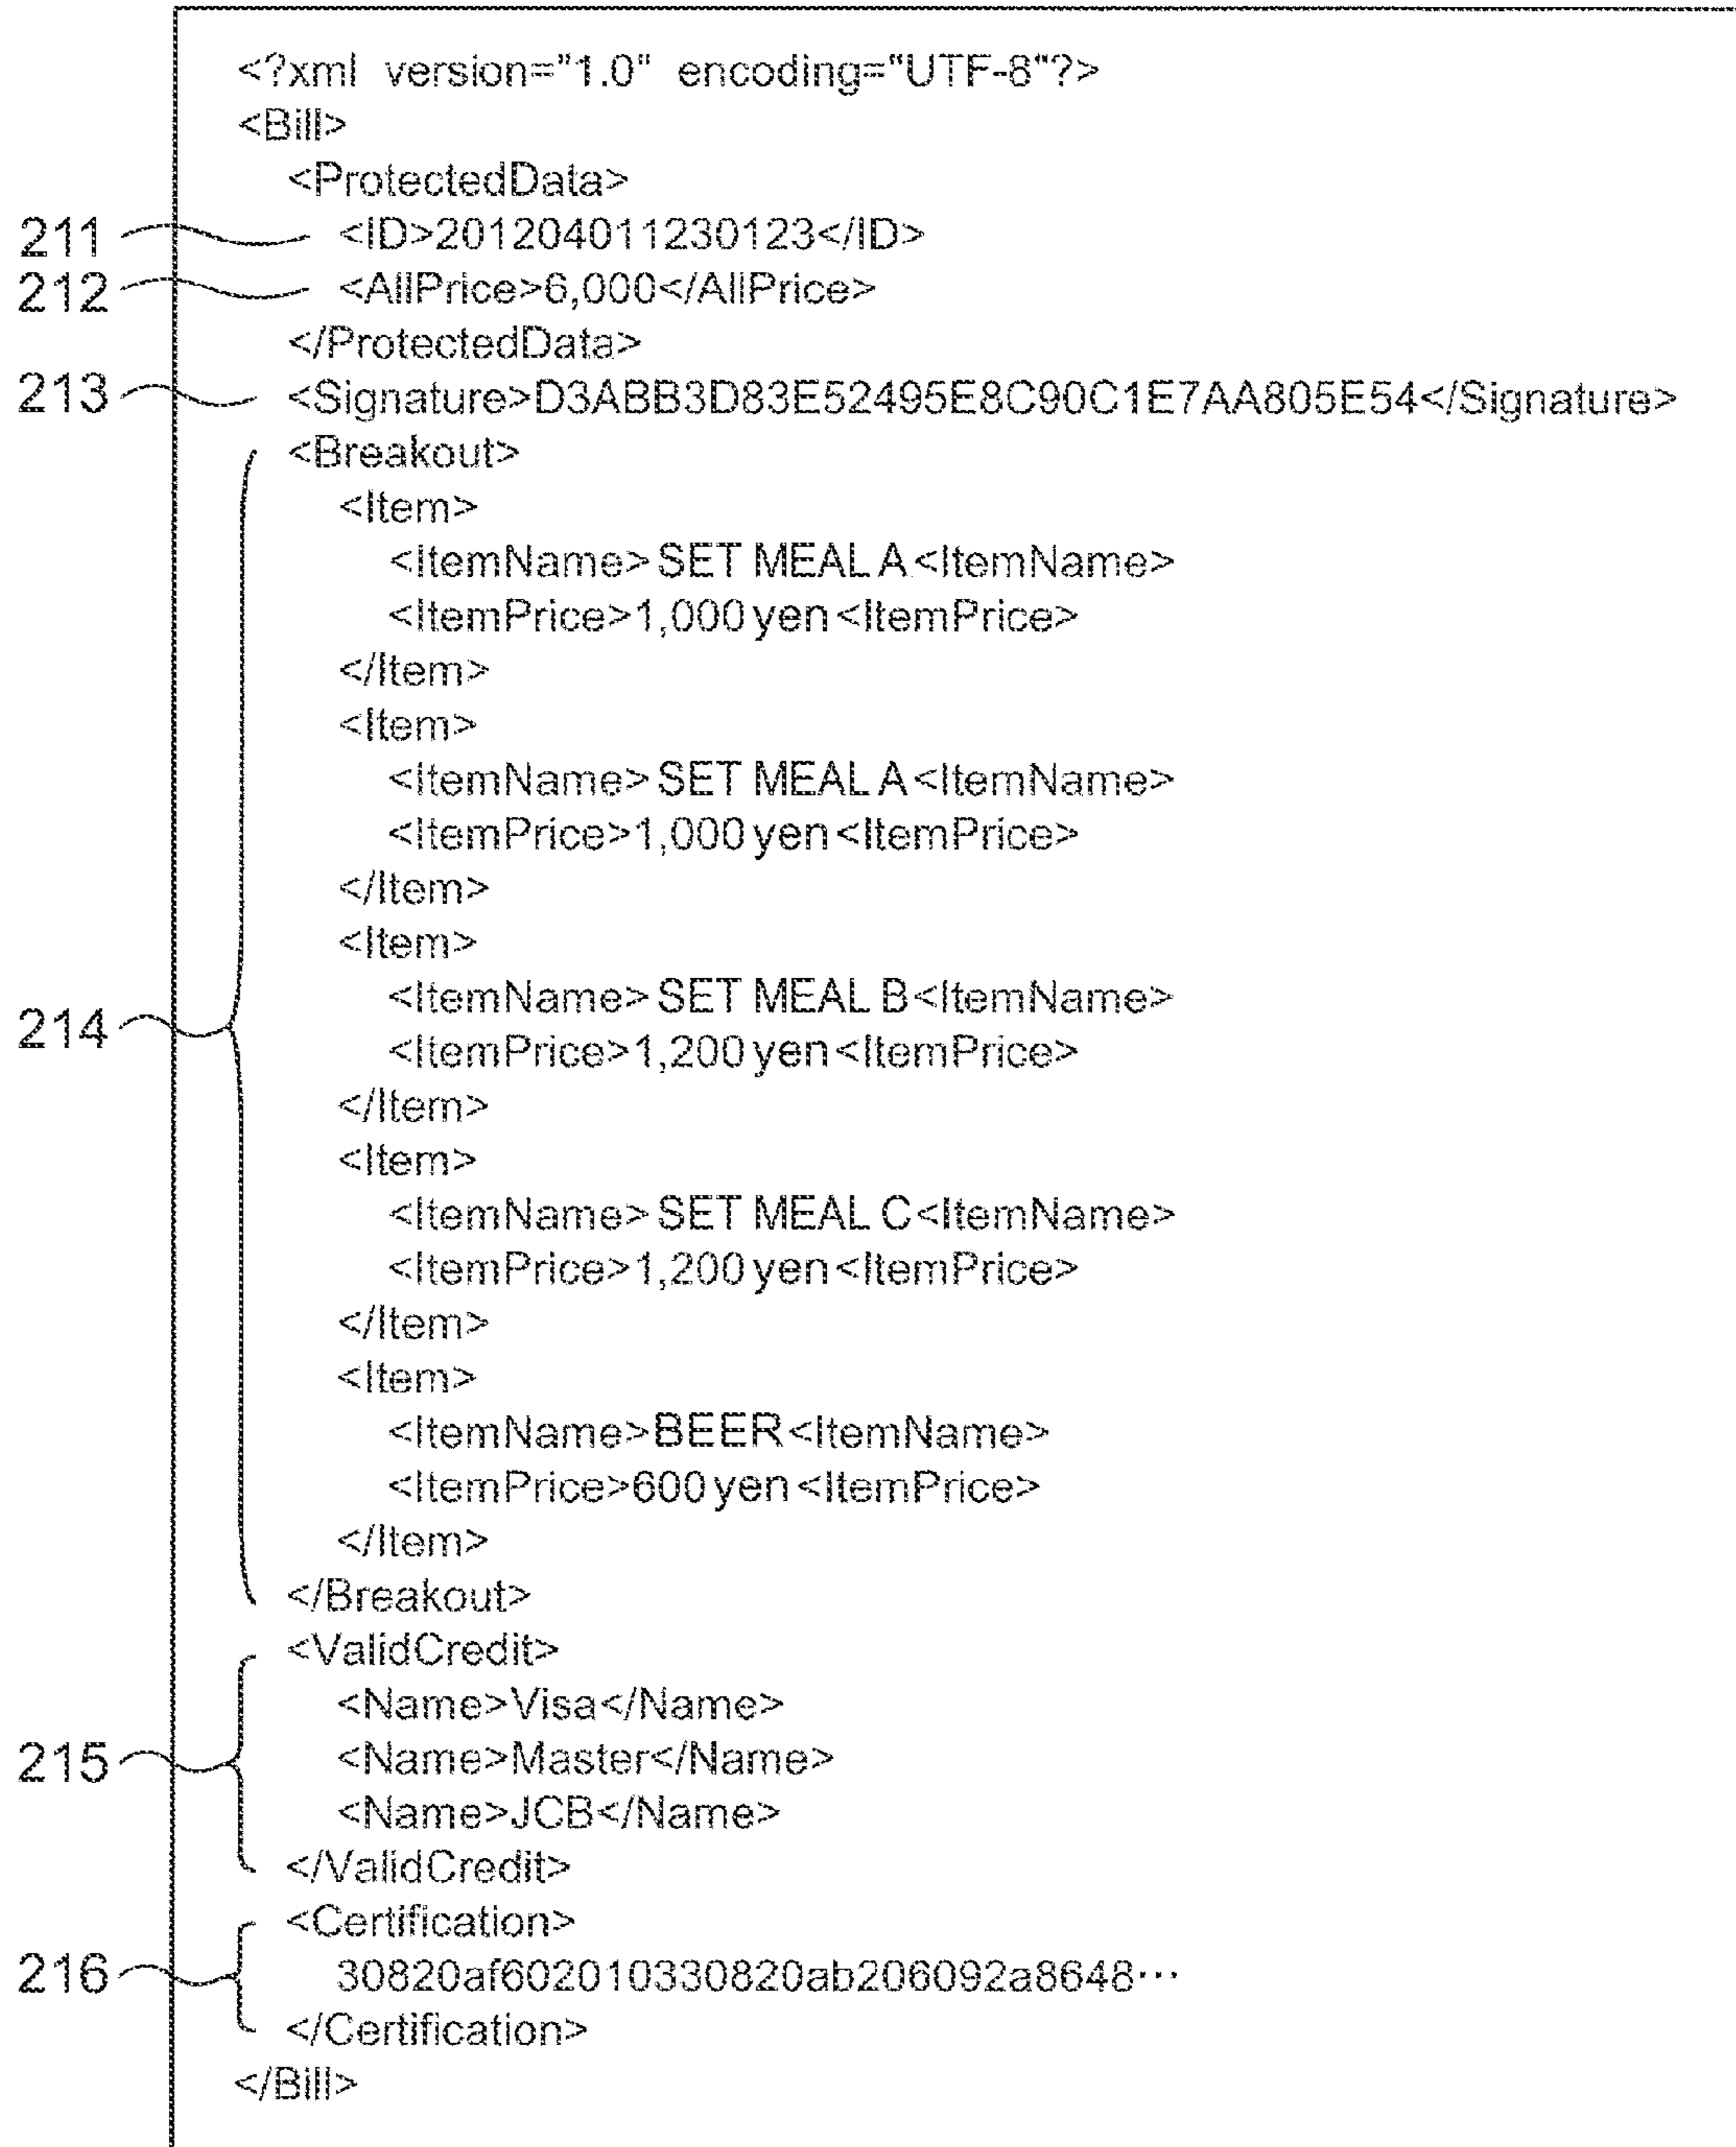 <?xml version="1.0" encoding="UTF-8"?>
<Bill>
<ProtectedData>
211 <ID>201204011230123</ID>
212 <AllPrice>6,000</AllPrice>
</ProtectedData>
213 <Signature>D3ABB3D83E52495E8C90C1E7AA805E54</Signature>
<Breakout>
<Item>
<ItemName>SET MEAL A<ItemName>
<ItemPrice>1,000 yen<ItemPrice>
</Item>
<Item>
<ItemName>SET MEAL A<ItemName>
<ItemPrice>1,000 yen<ItemPrice>
</Item>
<Item>
<ItemName>SET MEAL B<ItemName>
214 <ItemPrice>1,200 yen<ItemPrice>
</Item>
<Item>
<ItemName>SET MEAL C<ItemName>
<ItemPrice>1,200 yen<ItemPrice>
</Item>
<Item>
<ItemName>BEER<ItemName>
<ItemPrice>600 yen<ItemPrice>
</Item>
</Breakout>
<ValidCredit>
<Name>Visa</Name>
215 <Name>Master</Name>
<Name>JCB</Name>
</ValidCredit>
<Certification>
216 30820af602010330820ab206092a8648…
</Certification>
</Bill>